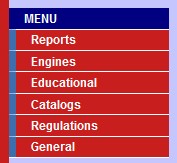 MENU
Reports
Engines
Educational
Catalogs
Regulations
General